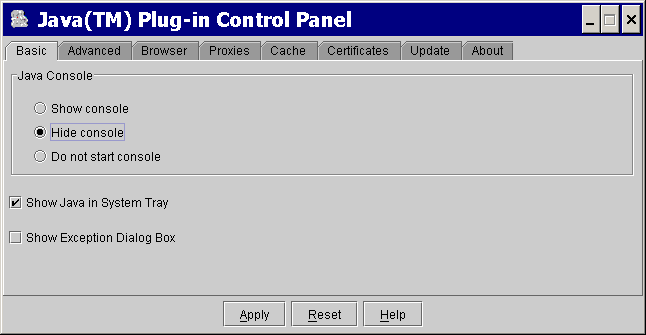 Java(TM) Plug-in Control Panel
Basic Advanced Browser Proxies Cache Certificates Update About
Java Console
Show console
Hide console
Do not start console
Show Java in System Tray
Show Exception Dialog Box
Apply Reset Help